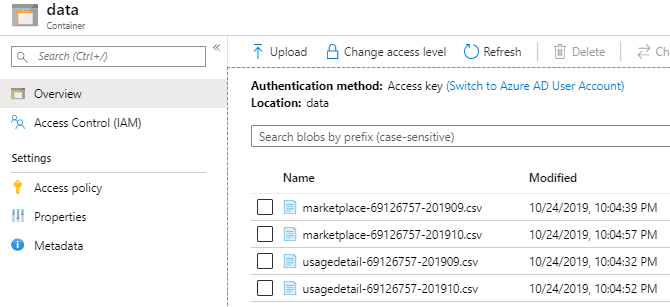 data
Container
Search (Ctrl+/)
«
Overview
Access Control (IAM)
Settings
Access policy
Properties
Metadata
Upload
Change access level
Refresh
Delete
Authentication method: Access key (Switch to Azure AD User Account)
Location: data
Search blobs by prefix (case-sensitive)
Name Modified
marketplace-69126757-201909.csv 10/24/2019, 10:04:39 PM
marketplace-69126757-201910.csv 10/24/2019, 10:04:57 PM
usagedetail-69126757-201909.csv 10/24/2019, 10:04:32 PM
usagedetail-69126757-201910.csv 10/24/2019, 10:04:52 PM